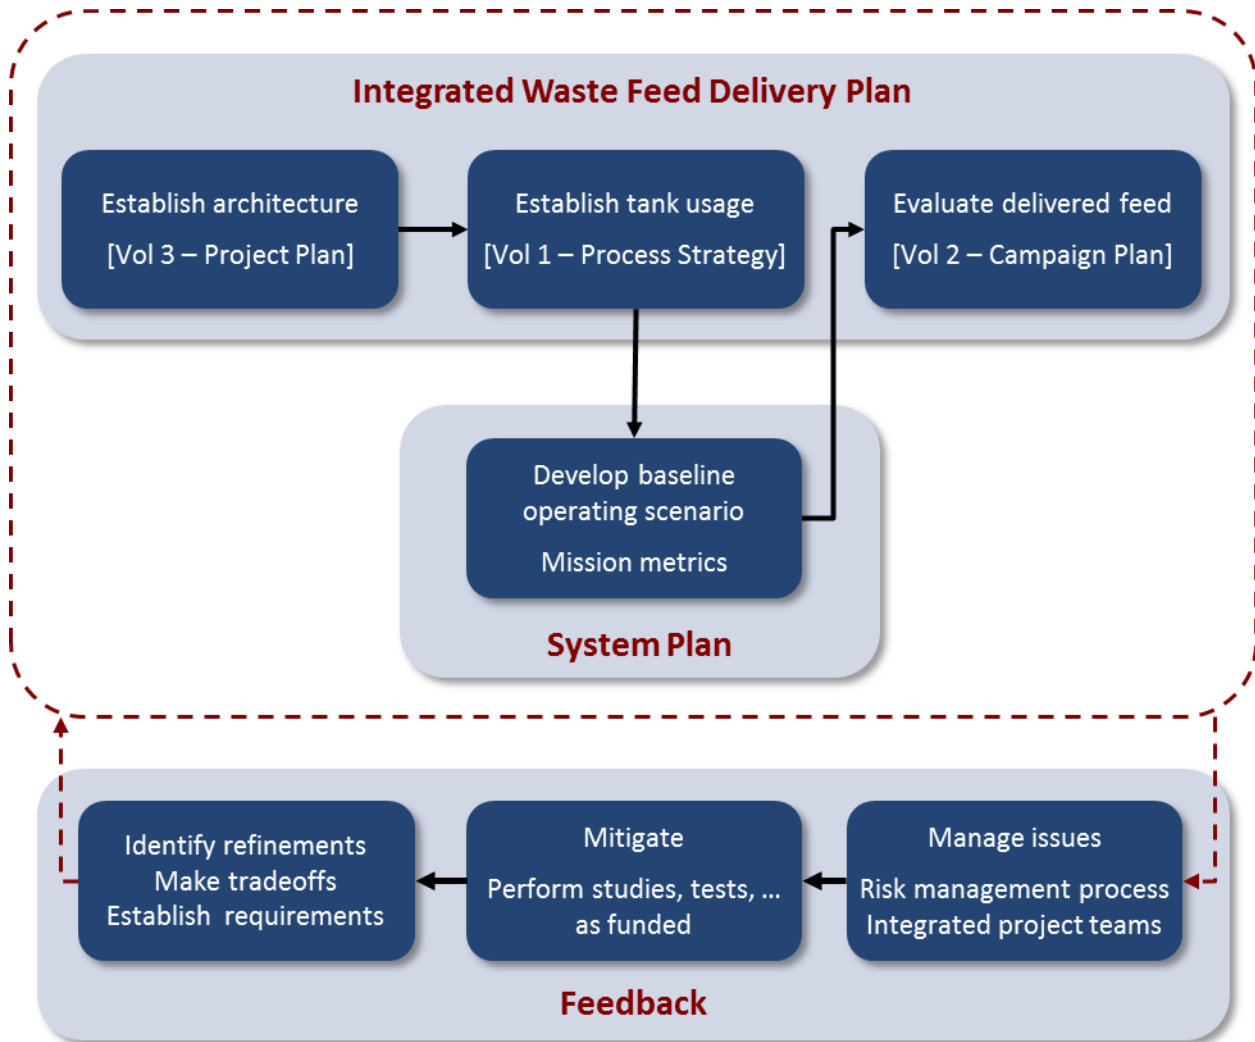 Integrated Waste Feed Delivery Plan
Establish architecture
[Vol 3 – Project Plan]
Establish tank usage
[Vol 1 – Process Strategy]
Evaluate delivered feed
[Vol 2 – Campaign Plan]
Develop baseline
operating scenario
Mission metrics
System Plan
Identify refinements
Make tradeoffs
Establish requirements
Mitigate
Perform studies, tests, ...
as funded
Manage issues
Risk management process
Integrated project teams
Feedback